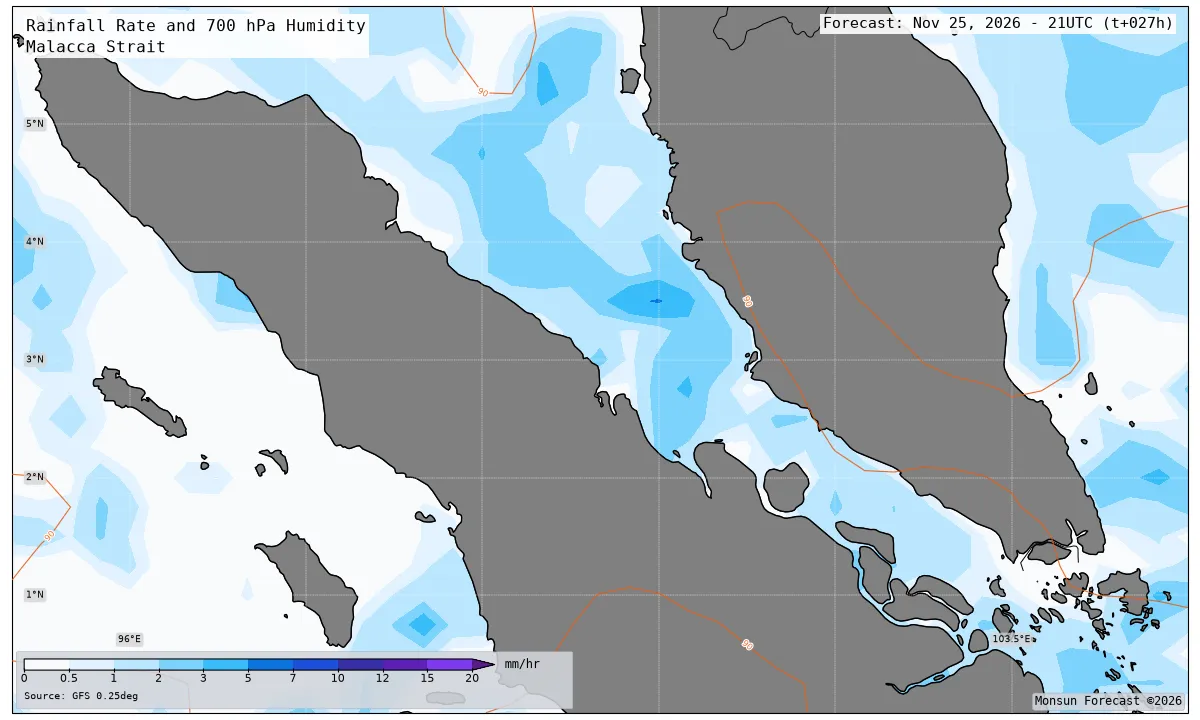 Rainfall Rate and 700 hPa Humidity
Malacca Strait
Forecast: Nov 25, 2026 - 21UTC (t+027h)
90
5°N
4°N
90
3°N
2°N
90
1°N
96°E
103.5°E
90
mm/hr
0 0.5 1 2 3 5 7 10 12 15 20
Source: GFS 0.25deg
Monsun Forecast ©2026